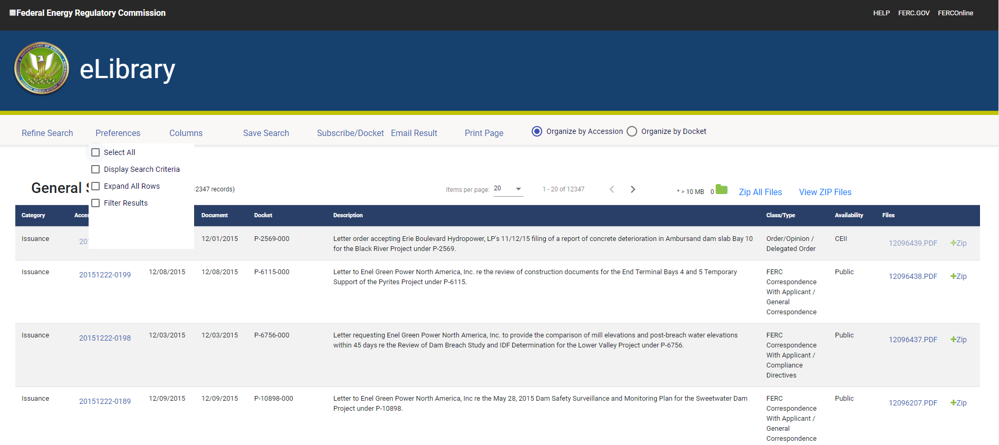 Federal Energy Regulatory Commission
HELP FERC.GOV FERCOnline
eLibrary
Refine Search Preferences Columns Save Search Subscribe/Docket Email Result Print Page Organize by Accession Organize by Docket
Select All
Display Search Criteria
Expand All Rows
Filter Results
General
2347 records)
Items per page: 20 1 - 20 of 12347
* > 10 MB 0 Zip All Files View ZIP Files
Category Acces Document Docket Description Class/Type Availability Files
Issuance 20 12/01/2015 P-2569-000 Letter order accepting Erie Boulevard Hydropower, LP's 11/12/15 filing of a report of concrete deterioration in Ambursand dam slab Bay 10 Order/Opinion / CEII 12096439.PDF Zip
for the Black River Project under P-2569. Delegated Order
Issuance 20151222-0199 12/08/2015 12/08/2015 P-6115-000 Letter to Enel Green Power North America, Inc. re the review of construction documents for the End Terminal Bays 4 and 5 Temporary FERC Public 12096438.PDF Zip
Support of the Pyrites Project under P-6115. Correspondence
With Applicant /
General
Correspondence
Issuance 20151222-0198 12/03/2015 12/03/2015 P-6756-000 Letter requesting Enel Green Power North America, Inc. to provide the comparison of mill elevations and post-breach water elevations FERC Public 12096437.PDF Zip
within 45 days re the Review of Dam Breach Study and IDF Determination for the Lower Valley Project under P-6756. Correspondence
With Applicant /
Compliance
Directives
Issuance 20151222-0189 12/09/2015 12/09/2015 P-10898-000 Letter to Enel Green Power North America, Inc re the May 28, 2015 Dam Safety Surveillance and Monitoring Plan for the Sweetwater Dam FERC Public 12096207.PDF Zip
Project under P-10898. Correspondence
With Applicant /
General
Correspondence